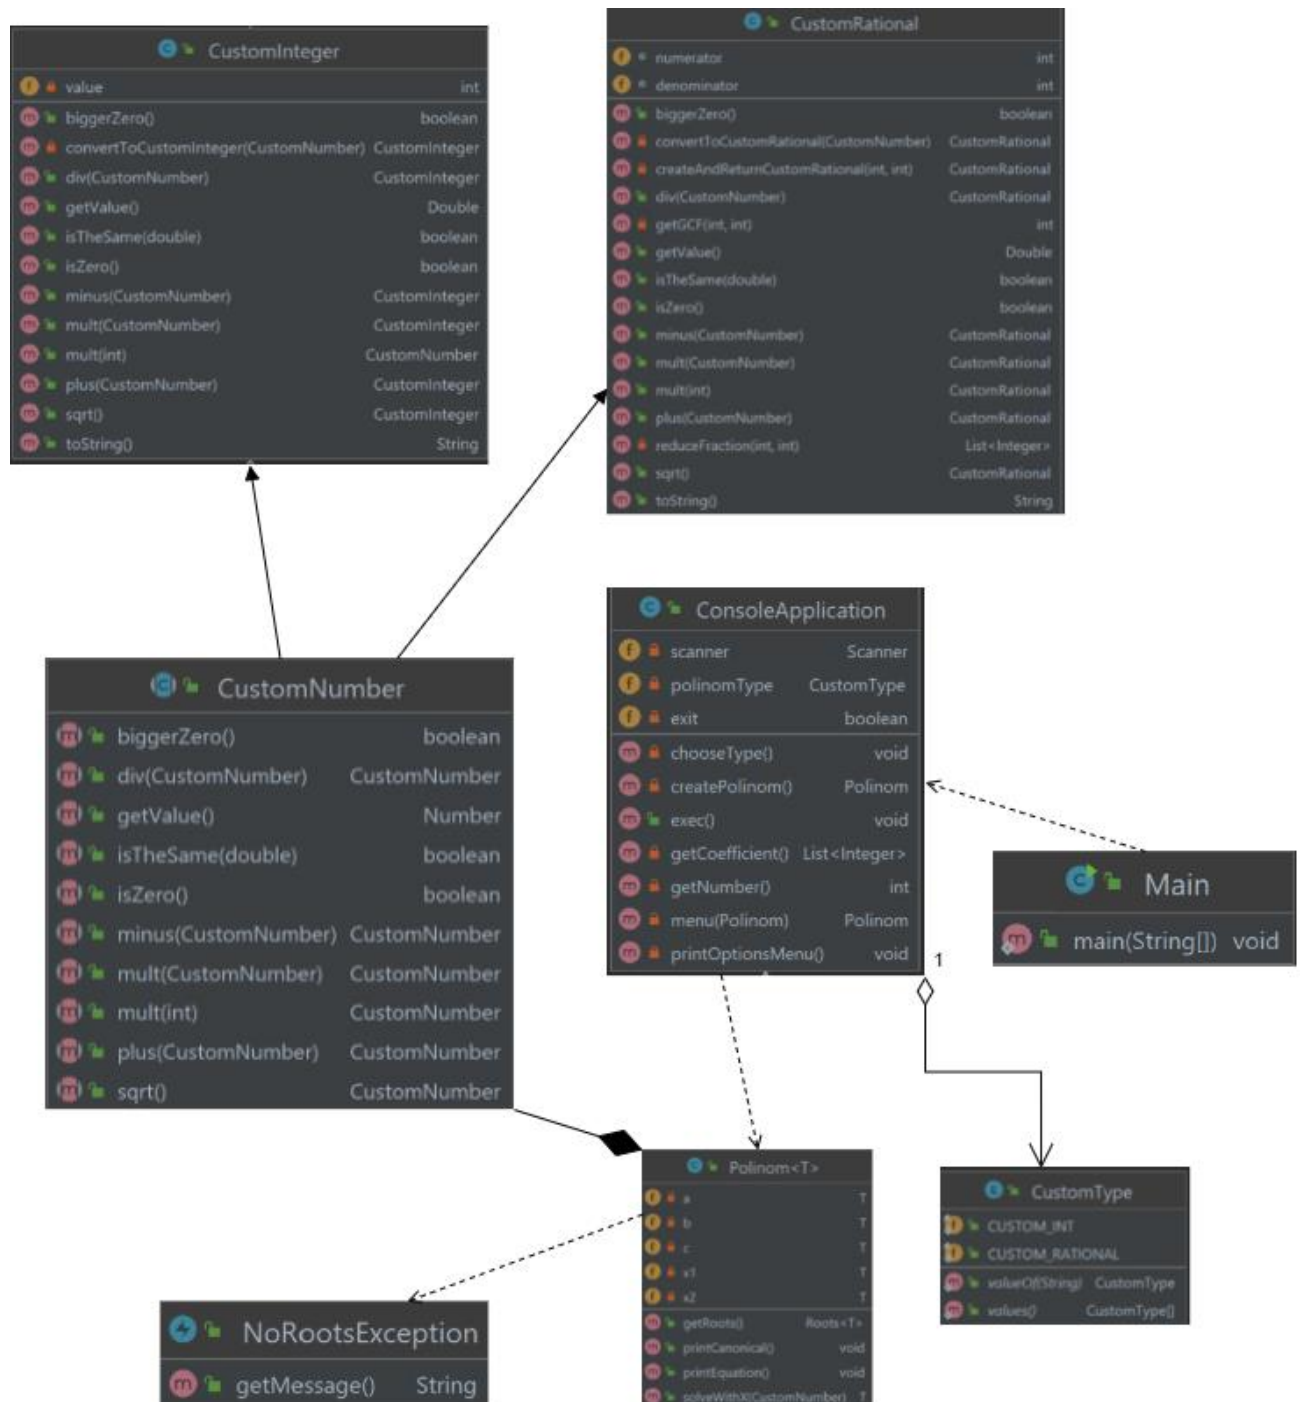 CustomInteger
value int
biggerZero() boolean
convertToCustomInteger(CustomNumber) CustomInteger
div(CustomNumber) CustomInteger
getValue() Double
isTheSame(double) boolean
isZero() boolean
minus(CustomNumber) CustomInteger
mult(CustomNumber) CustomInteger
mult(int) CustomNumber
plus(CustomNumber) CustomInteger
sqrt() CustomInteger
toString() String
CustomRational
numerator int
denominator int
biggerZero() boolean
convertToCustomRational(CustomNumber) CustomRational
createAndReturnCustomRational(int, int) CustomRational
div(CustomNumber) CustomRational
getGCF(int, int) int
getValue() Double
isTheSame(double) boolean
isZero() boolean
minus(CustomNumber) CustomRational
mult(CustomNumber) CustomRational
mult(int) CustomRational
plus(CustomNumber) CustomRational
reduceFraction(int, int) List<Integer>
sqrt() CustomRational
toString() String
CustomNumber
biggerZero() boolean
div(CustomNumber) CustomNumber
getValue() Number
isTheSame(double) boolean
isZero() boolean
minus(CustomNumber) CustomNumber
mult(CustomNumber) CustomNumber
mult(int) CustomNumber
plus(CustomNumber) CustomNumber
sqrt() CustomNumber
ConsoleApplication
scanner Scanner
polinomType CustomType
exit boolean
chooseType() void
createPolinom() Polinom
exec() void
getCoefficient() List<Integer>
getNumber() int
menu(Polinom) Polinom
printOptionsMenu() void
1
Main
main(String[]) void
Polinom<T>
a T
b T
c T
x1 T
x2 T
getRoots() Roots<T>
printCanonical() void
printEquation() void
solveWithX(CustomNumber) T
CustomType
CUSTOM_INT
CUSTOM_RATIONAL
valueOf(String) CustomType
values() CustomType[]
NoRootsException
getMessage() String